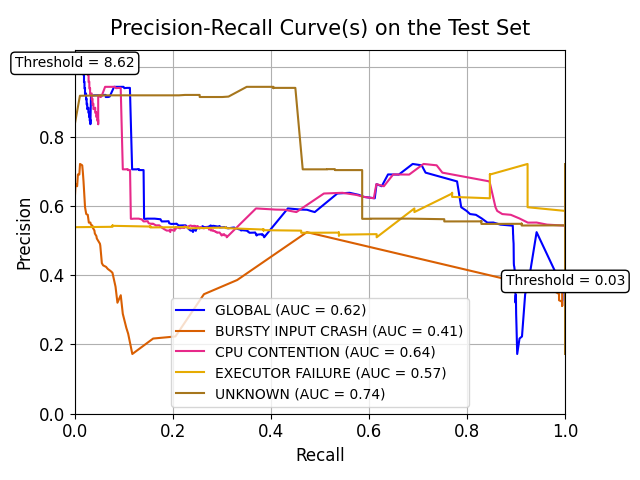 Precision-Recall Curve(s) on the Test Set
Threshold = 8.62
0.8
0.6
0.4
0.2
0.0
Precision
Threshold = 0.03
GLOBAL (AUC = 0.62)
BURSTY INPUT CRASH (AUC = 0.41)
CPU CONTENTION (AUC = 0.64)
EXECUTOR FAILURE (AUC = 0.57)
UNKNOWN (AUC = 0.74)
0.0 0.2 0.4 0.6 0.8 1.0
Recall